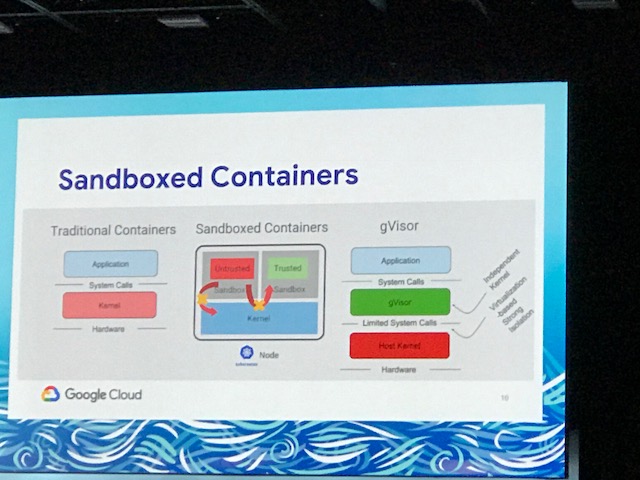 Sandboxed Containers
Traditional Containers
Application
System Calls
Kernel
Hardware
Sandboxed Containers
Untrusted
Sandbox
Trusted
Sandbox
Kernel
Node
gVisor
Application
System Calls
gVisor
Limited System Calls
Host Kernel
Hardware
Independent
Kernel
Virtualization
-based
Strong
Isolation
Google Cloud